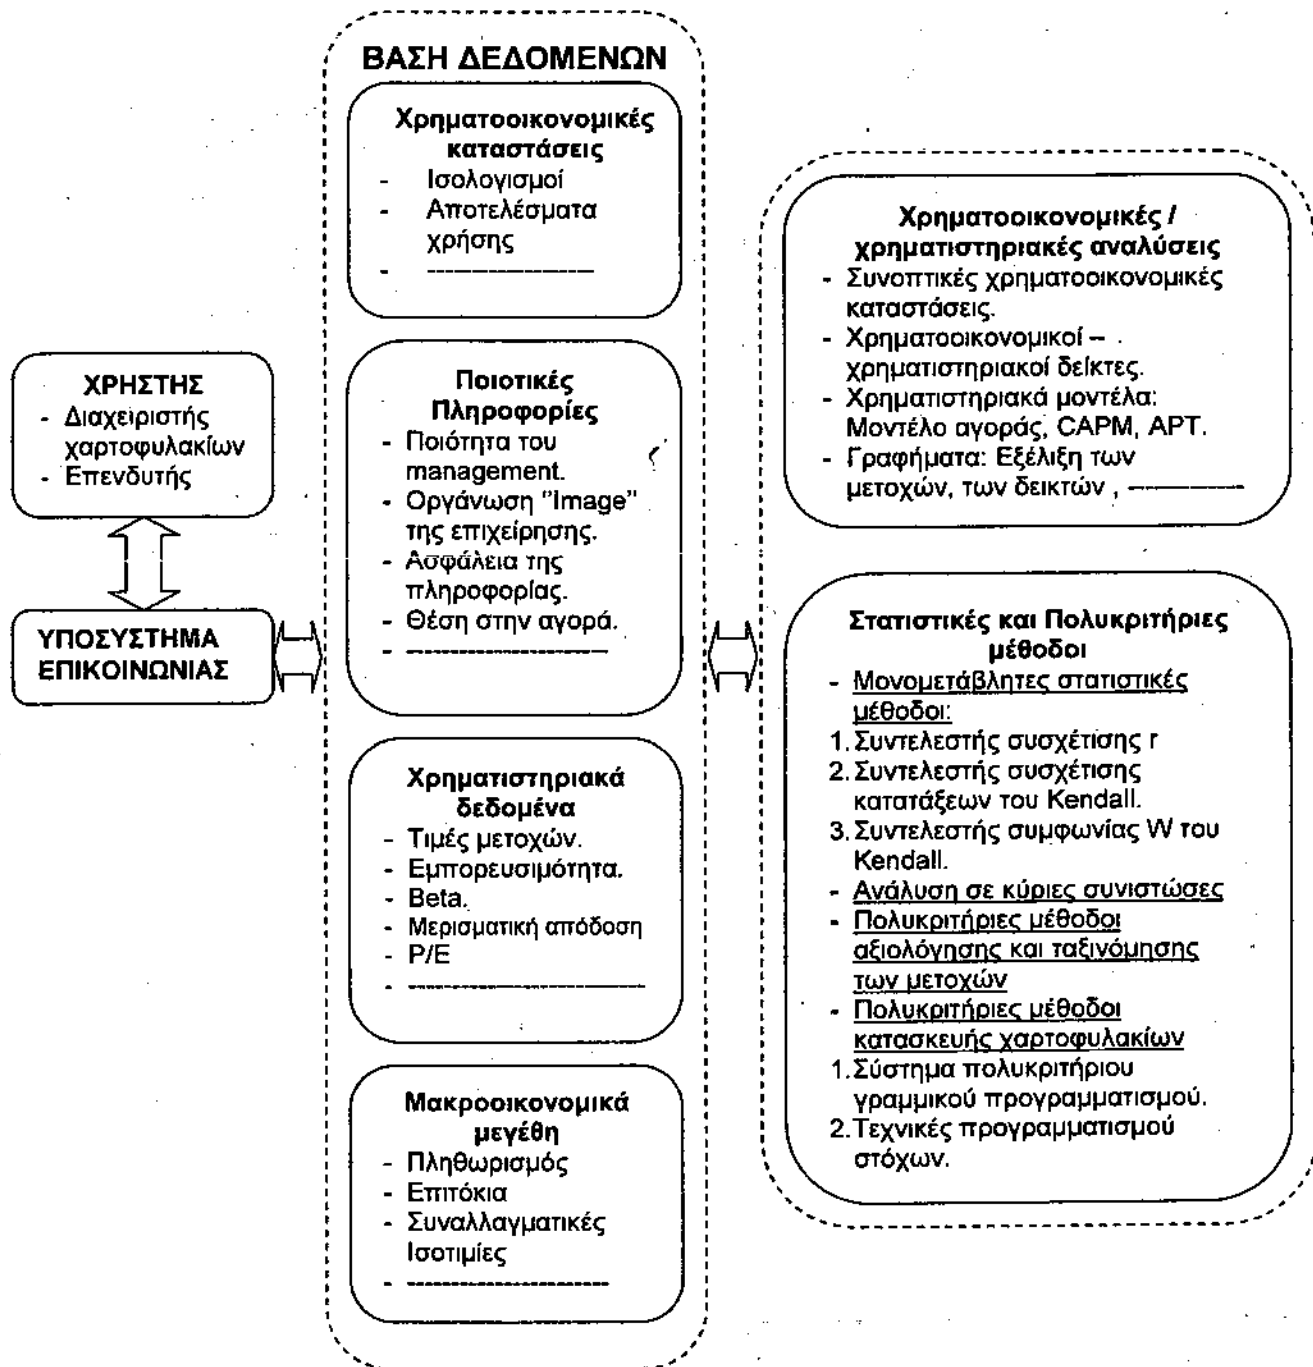 ΒΑΣΗ ΔΕΔΟΜΕΝΩΝ
Χρηματοοικονομικές
καταστάσεις
- Ισολογισμοί
- Αποτελέσματα
χρήσης
- ------------------
Ποιοτικές
Πληροφορίες
- Ποιότητα του
management.
- Οργάνωση "Image"
της επιχείρησης.
- Ασφάλεια της
πληροφορίας.
- Θέση στην αγορά.
- ----------------------
Χρηματιστηριακά
δεδομένα
- Τιμές μετοχών.
- Εμπορευσιμότητα.
- Beta.
- Μερισματική απόδοση
- P/E
- --------------------------
Μακροοικονομικά
μεγέθη
- Πληθωρισμός
- Επιτόκια
- Συναλλαγματικές
Ισοτιμίες
- ----------------------
ΧΡΗΣΤΗΣ
- Διαχειριστής
χαρτοφυλακίων
- Επενδυτής
ΥΠΟΣΥΣΤΗΜΑ
ΕΠΙΚΟΙΝΩΝΙΑΣ
Χρηματοοικονομικές /
χρηματιστηριακές αναλύσεις
- Συνοπτικές χρηματοοικονομικές
καταστάσεις.
- Χρηματοοικονομικοί –
χρηματιστηριακοί δείκτες.
- Χρηματιστηριακά μοντέλα:
Μοντέλο αγοράς, CAPM, APT.
- Γραφήματα: Εξέλιξη των
μετοχών, των δεικτών , -------------
Στατιστικές και Πολυκριτήριες
μέθοδοι
- Μονομετάβλητες στατιστικές
μέθοδοι:
1. Συντελεστής συσχέτισης r
2. Συντελεστής συσχέτισης
κατατάξεων του Kendall.
3. Συντελεστής συμφωνίας W του
Kendall.
- Ανάλυση σε κύριες συνιστώσες
- Πολυκριτήριες μέθοδοι
αξιολόγησης και ταξινόμησης
των μετοχών
- Πολυκριτήριες μέθοδοι
κατασκευής χαρτοφυλακίων
1. Σύστημα πολυκριτήριου
γραμμικού προγραμματισμού.
2. Τεχνικές προγραμματισμού
στόχων.